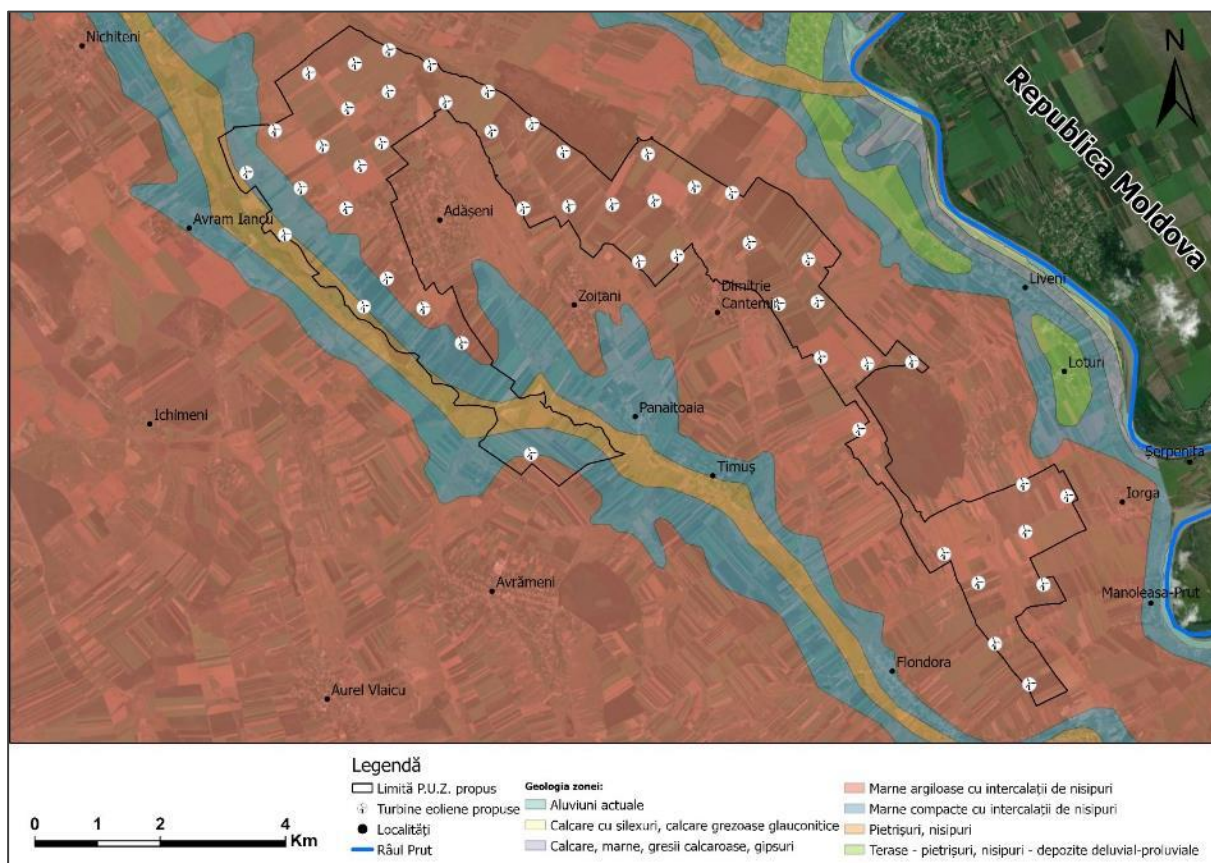 Nichiteni
N
Republica Moldova
Avram Iancu
Adășeni
Liveni
Zoițani
Dimitrie
Cantemir
Loturi
Ichimeni
Panaitoaia
Timuș
Șerpenița
Iorga
Avrămeni
Manoleasa-Prut
Flondora
Aurel Vlaicu
Legendă
Limită P.U.Z. propus
Turbine eoliene propuse
Localități
Râul Prut
Geologia zonei:
Aluviuni actuale
Calcare cu silexuri, calcare grezoase glauconitice
Calcare, marne, gresii calcaroase, gipsuri
Marne argiloase cu intercalații de nisipuri
Marne compacte cu intercalații de nisipuri
Pietrișuri, nisipuri
Terase - pietrișuri, nisipuri - depozite deluvial-proluviale
0 1 2 4
Km